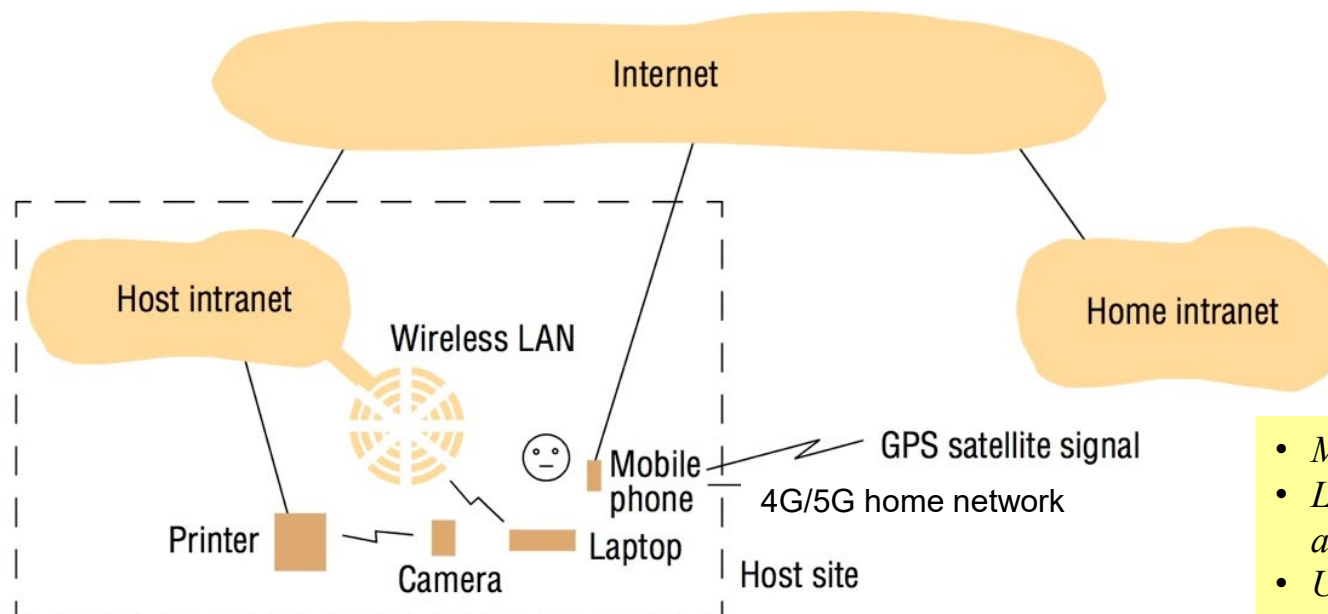 Internet
Host intranet
Home intranet
Wireless LAN
GPS satellite signal
Mobile
phone
4G/5G home network
Printer
Camera
Laptop
Host site